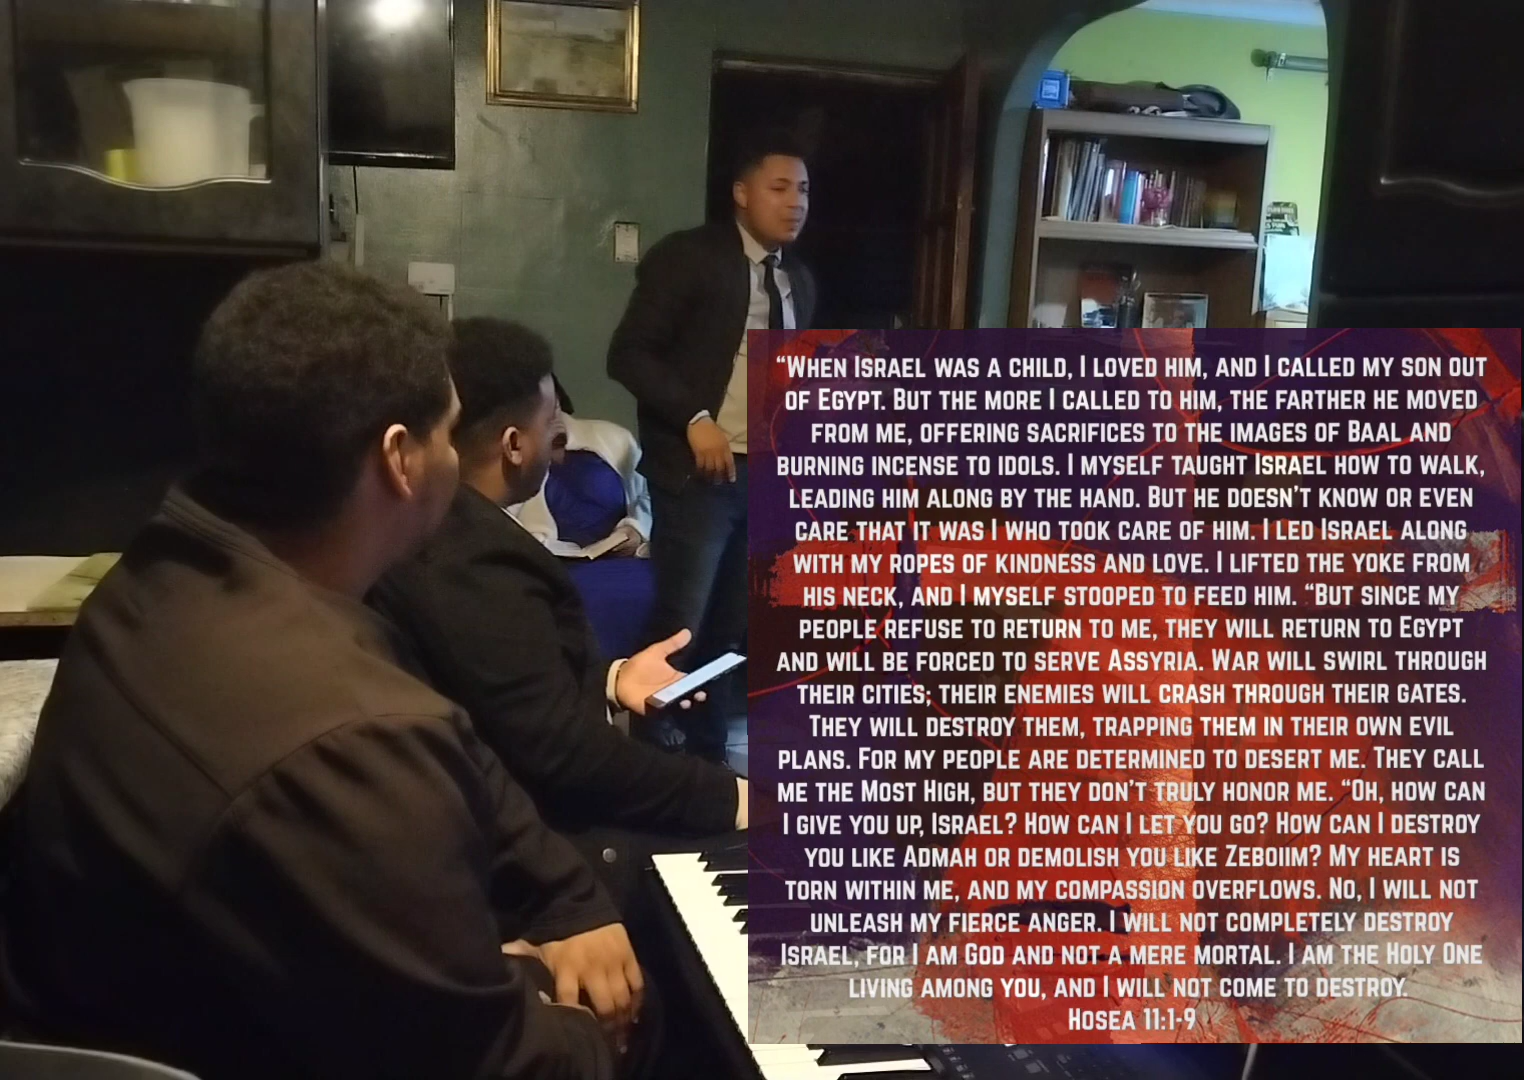 “When Israel was a child, I loved him, and I called my son out
of Egypt. But the more I called to him, the farther he moved
from me, offering sacrifices to the images of Baal and
burning incense to idols. I myself taught Israel how to walk,
leading him along by the hand. But he doesn’t know or even
care that it was I who took care of him. I led Israel along
with my ropes of kindness and love. I lifted the yoke from
his neck, and I myself stooped to feed him. “But since my
people refuse to return to me, they will return to Egypt
and will be forced to serve Assyria. War will swirl through
their cities; their enemies will crash through their gates.
They will destroy them, trapping them in their own evil
plans. For my people are determined to desert me. They call
me the Most High, but they don’t truly honor me. “Oh, how can
I give you up, Israel? How can I let you go? How can I destroy
you like Admah or demolish you like Zeboiim? My heart is
torn within me, and my compassion overflows. No, I will not
unleash my fierce anger. I will not completely destroy
Israel, for I am God and not a mere mortal. I am the Holy One
living among you, and I will not come to destroy.
Hosea 11:1-9